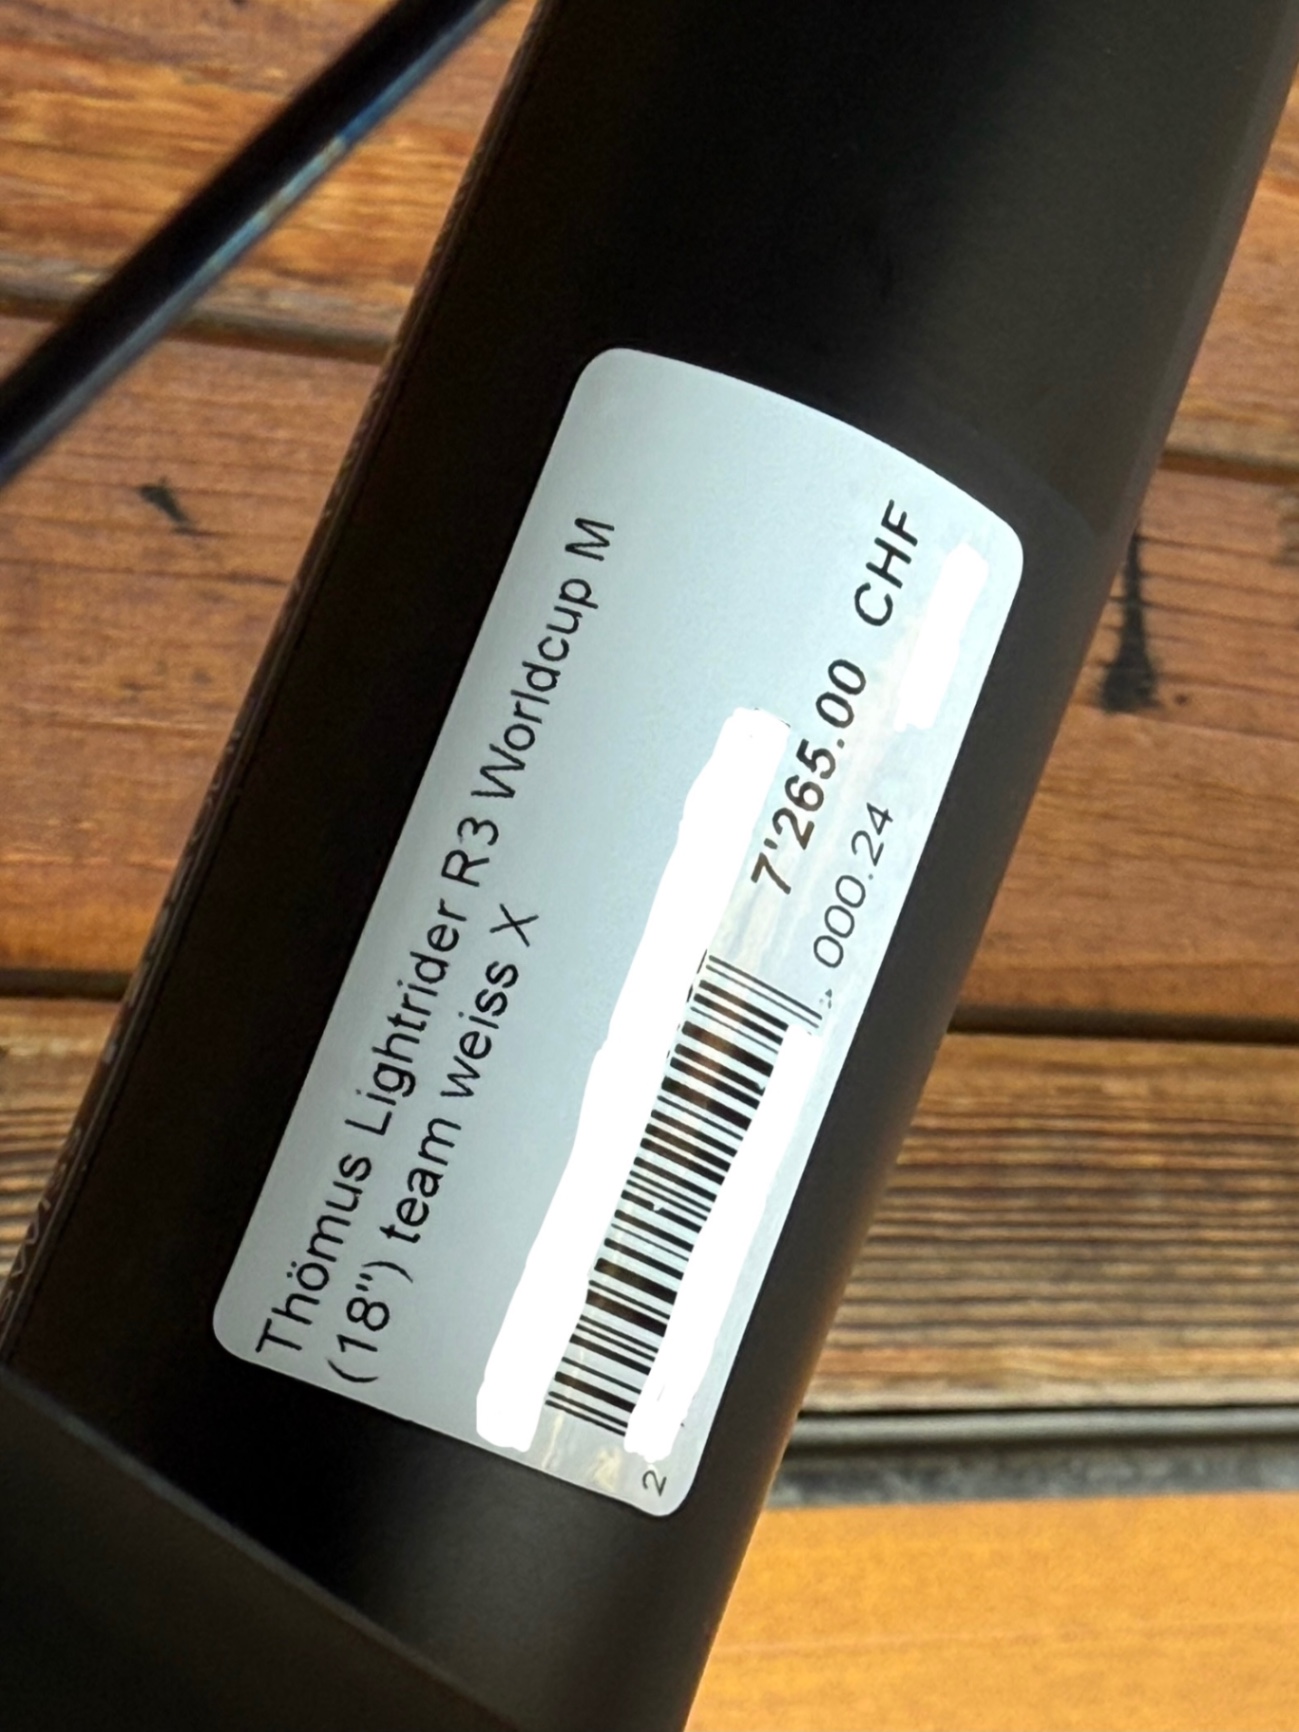 Thömus Lightrider R3 Worldcup M
(18") team weiss X
7'265.00 CHF
2
000.24